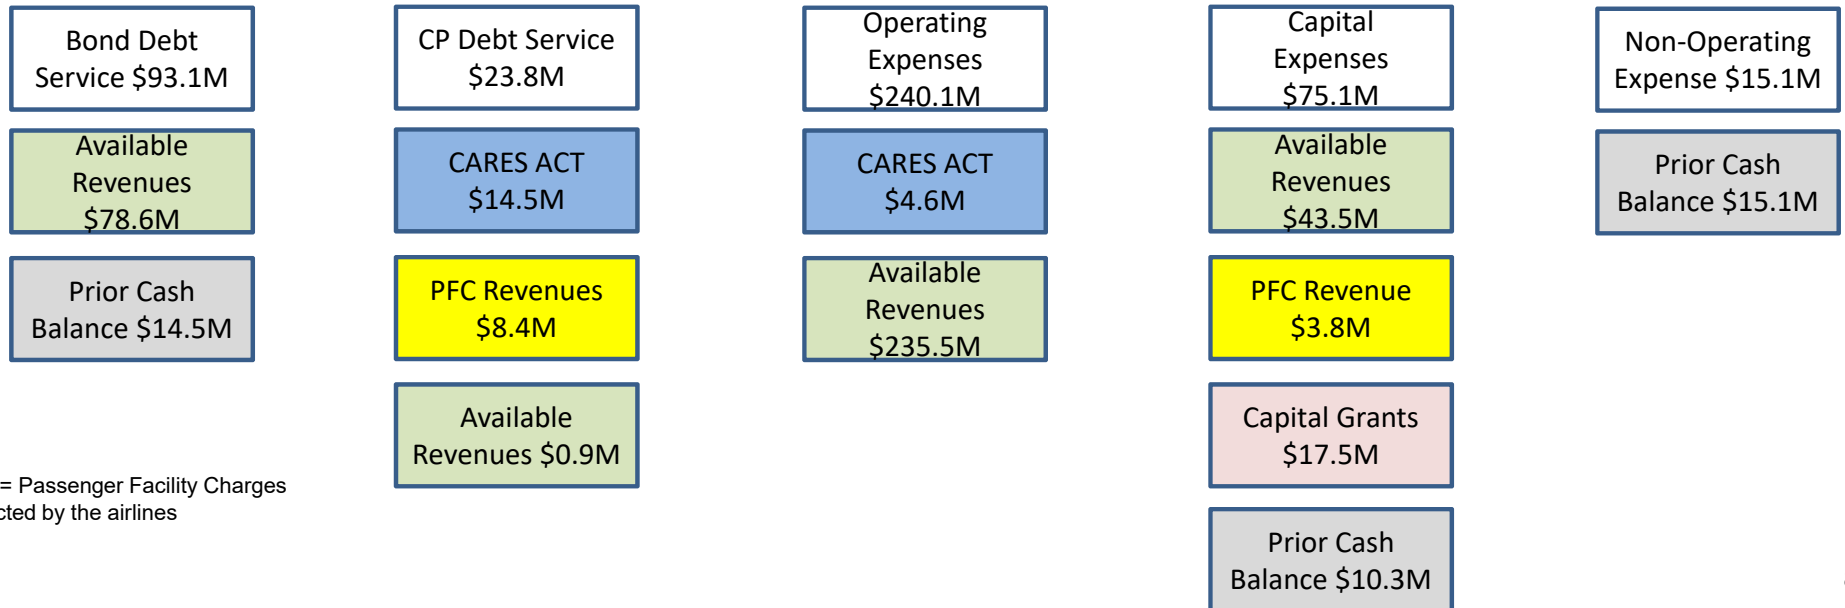 Bond Debt
Service $93.1M
Available
Revenues
$78.6M
Prior Cash
Balance $14.5M
CP Debt Service
$23.8M
CARES ACT
$14.5M
PFC Revenues
$8.4M
Available
Revenues $0.9M
Operating
Expenses
$240.1M
CARES ACT
$4.6M
Available
Revenues
$235.5M
Capital
Expenses
$75.1M
Available
Revenues
$43.5M
PFC Revenue
$3.8M
Capital Grants
$17.5M
Prior Cash
Balance $10.3M
Non-Operating
Expense $15.1M
Prior Cash
Balance $15.1M
= Passenger Facility Charges
cted by the airlines